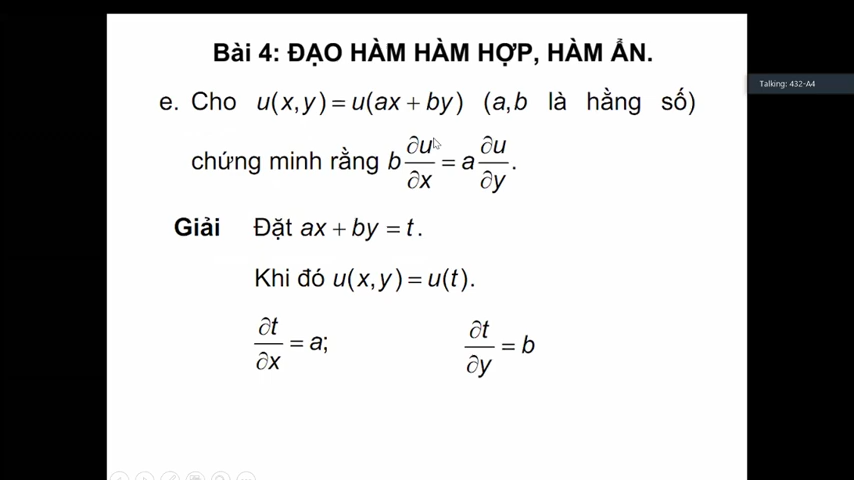 Bài 4: ĐẠO HÀM HÀM HỢP, HÀM ẨN.
Talking: 432-A4
e. Cho u(x,y) = u(ax + by) (a,b là hằng số)
chứng minh rằng b ∂u/∂x = a ∂u/∂y.
Giải Đặt ax + by = t.
Khi đó u(x,y) = u(t).
∂t/∂x = a; ∂t/∂y = b